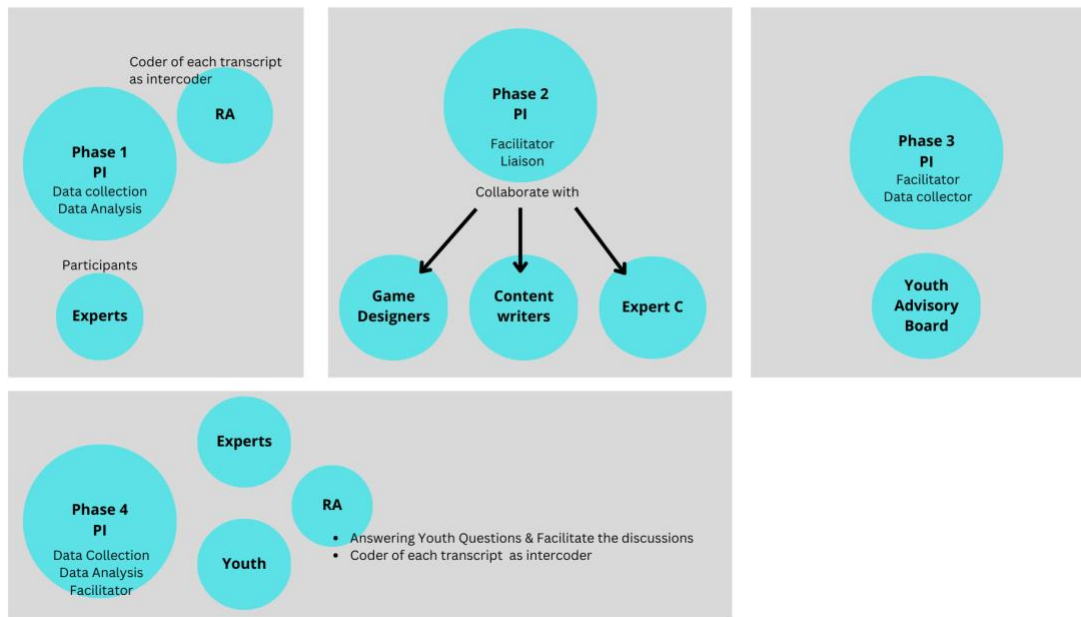 Coder of each transcript
as intercoder
RA
Phase 1
PI
Data collection
Data Analysis
Participants
Experts
Phase 2
PI
Facilitator
Liaison
Collaborate with
Game
Designers
Content
writers
Expert C
Phase 3
PI
Facilitator
Data collector
Youth
Advisory
Board
Phase 4
PI
Data Collection
Data Analysis
Facilitator
Experts
Youth
RA
• Answering Youth Questions & Facilitate the discussions
• Coder of each transcript as intercoder